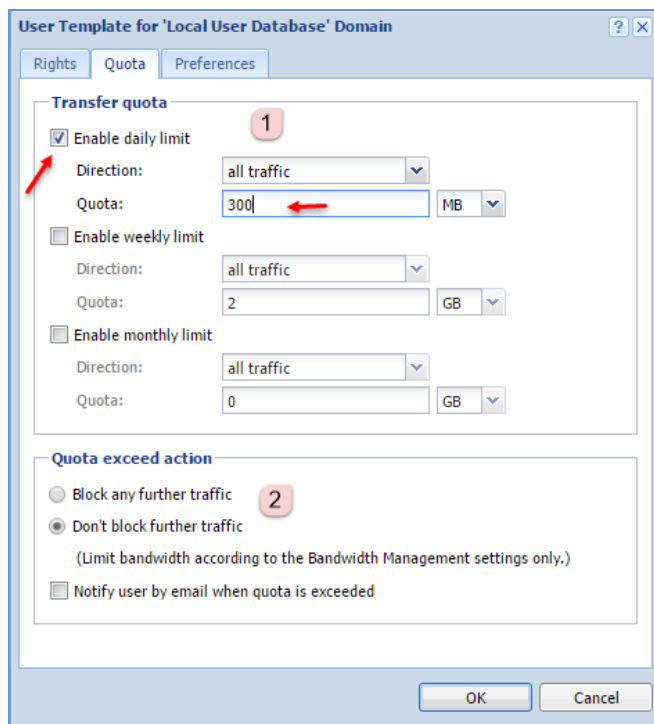 User Template for 'Local User Database' Domain
?
Rights Quota Preferences
Transfer quota
1
Enable daily limit
Direction: all traffic
Quota: 300 MB
Enable weekly limit
Direction: all traffic
Quota: 2 GB
Enable monthly limit
Direction: all traffic
Quota: 0 GB
Quota exceed action
Block any further traffic
2
Don't block further traffic
(Limit bandwidth according to the Bandwidth Management settings only.)
Notify user by email when quota is exceeded
OK Cancel